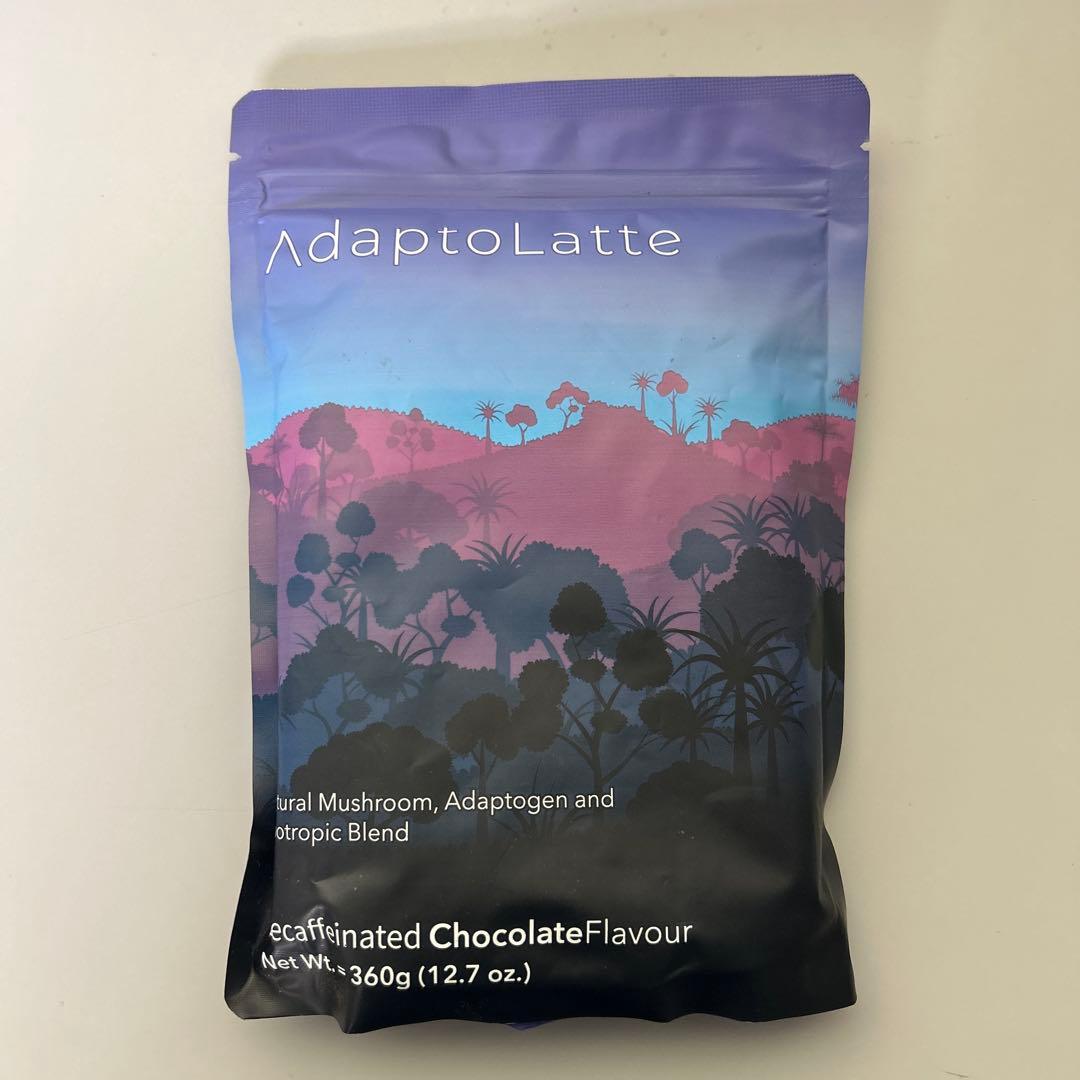 AdaptoLatte
tural Mushroom, Adaptogen and
otropic Blend
ecaffeinated ChocolateFlavour
Net Wt.= 360g (12.7 oz.)